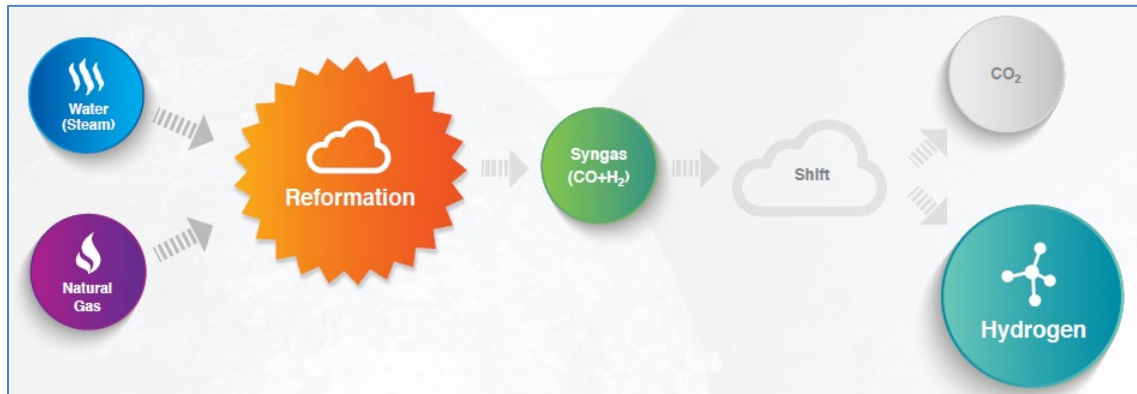 Water
(Steam)
Natural
Gas
Reformation
Syngas
(CO+H₂)
Shift
CO₂
Hydrogen